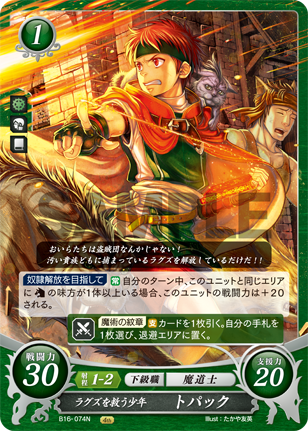 1
SAMPLE
おいらたちは盗賊団なんかじゃない!
汚い貴族どもに捕まっているラグズを解放しているだけだ!!
奴隷解放を目指して 常 自分のターン中、このユニットと同じエリア
に の味方が1体以上いる場合、このユニットの戦闘力は+20
される。
魔術の紋章 支 カードを1枚引く。自分の手札を
1枚選び、退避エリアに置く。
戦闘力 30
射程 1-2 下級職 魔道士
支援力 20
ラグズを救う少年 トパック
B16-074N
Illust.:たかや友英